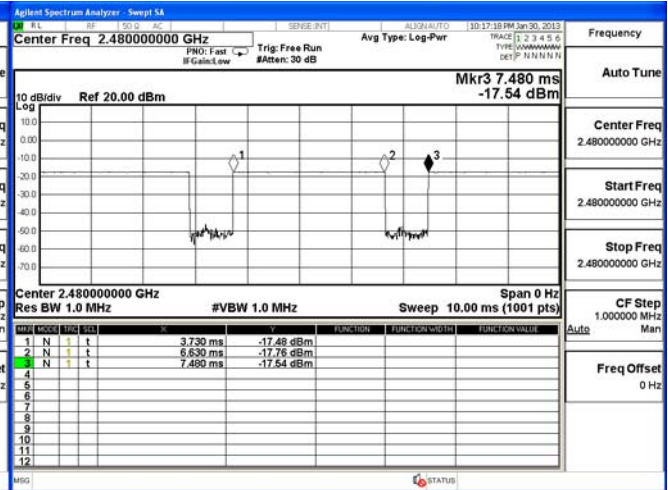 Agilent Spectrum Analyzer - Swept SA
RL RF 50 Ω AC SENSE:INT ALIGNAUTO 10:17:18 PM Jan 30, 2013
Center Freq 2.480000000 GHz
PNO: Fast
IFGain:Low
Trig: Free Run
#Atten: 30 dB
Avg Type: Log-Pwr
TRACE 1 2 3 4 5 6
TYPE WWWWWW
DET P N N N N N
Mkr3 7.480 ms
-17.54 dBm
10 dB/div Ref 20.00 dBm
Log
10.0
0.00
-10.0
-20.0
-30.0
-40.0
-50.0
-60.0
-70.0
1
2
3
Center 2.480000000 GHz Span 0 Hz
Res BW 1.0 MHz #VBW 1.0 MHz Sweep 10.00 ms (1001 pts)
MKR MODE TRC SCL X Y FUNCTION FUNCTION WIDTH FUNCTION VALUE
1 N 1 t 3.730 ms -17.48 dBm
2 N 1 t 6.630 ms -17.76 dBm
3 N 1 t 7.480 ms -17.54 dBm
4
5
6
7
8
9
10
11
12
MSG STATUS
Frequency
Auto Tune
Center Freq
2.480000000 GHz
Start Freq
2.480000000 GHz
Stop Freq
2.480000000 GHz
CF Step
1.000000 MHz
Auto Man
Freq Offset
0 Hz